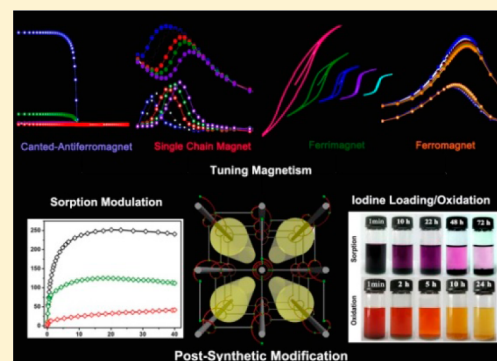 Canted-Antiferromagnet Single Chain Magnet Ferrimagnet Ferromagnet
Tuning Magnetism
Sorption Modulation
Iodine Loading/Oxidation
250
200
150
100
50
0
0 10 20 30 40
Sorption
1min 10 h 22 h 48 h 72 h
Oxidation
1min 2 h 5 h 10 h 24 h
Post-Synthetic Modification